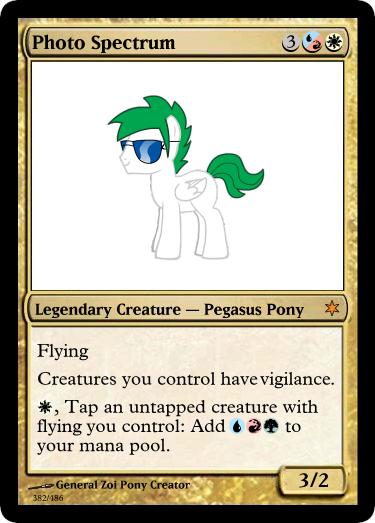 Photo Spectrum 3
Legendary Creature — Pegasus Pony
Flying
Creatures you control have vigilance.
, Tap an untapped creature with
flying you control: Add to
your mana pool.
General Zoi Pony Creator
3/2
382/486